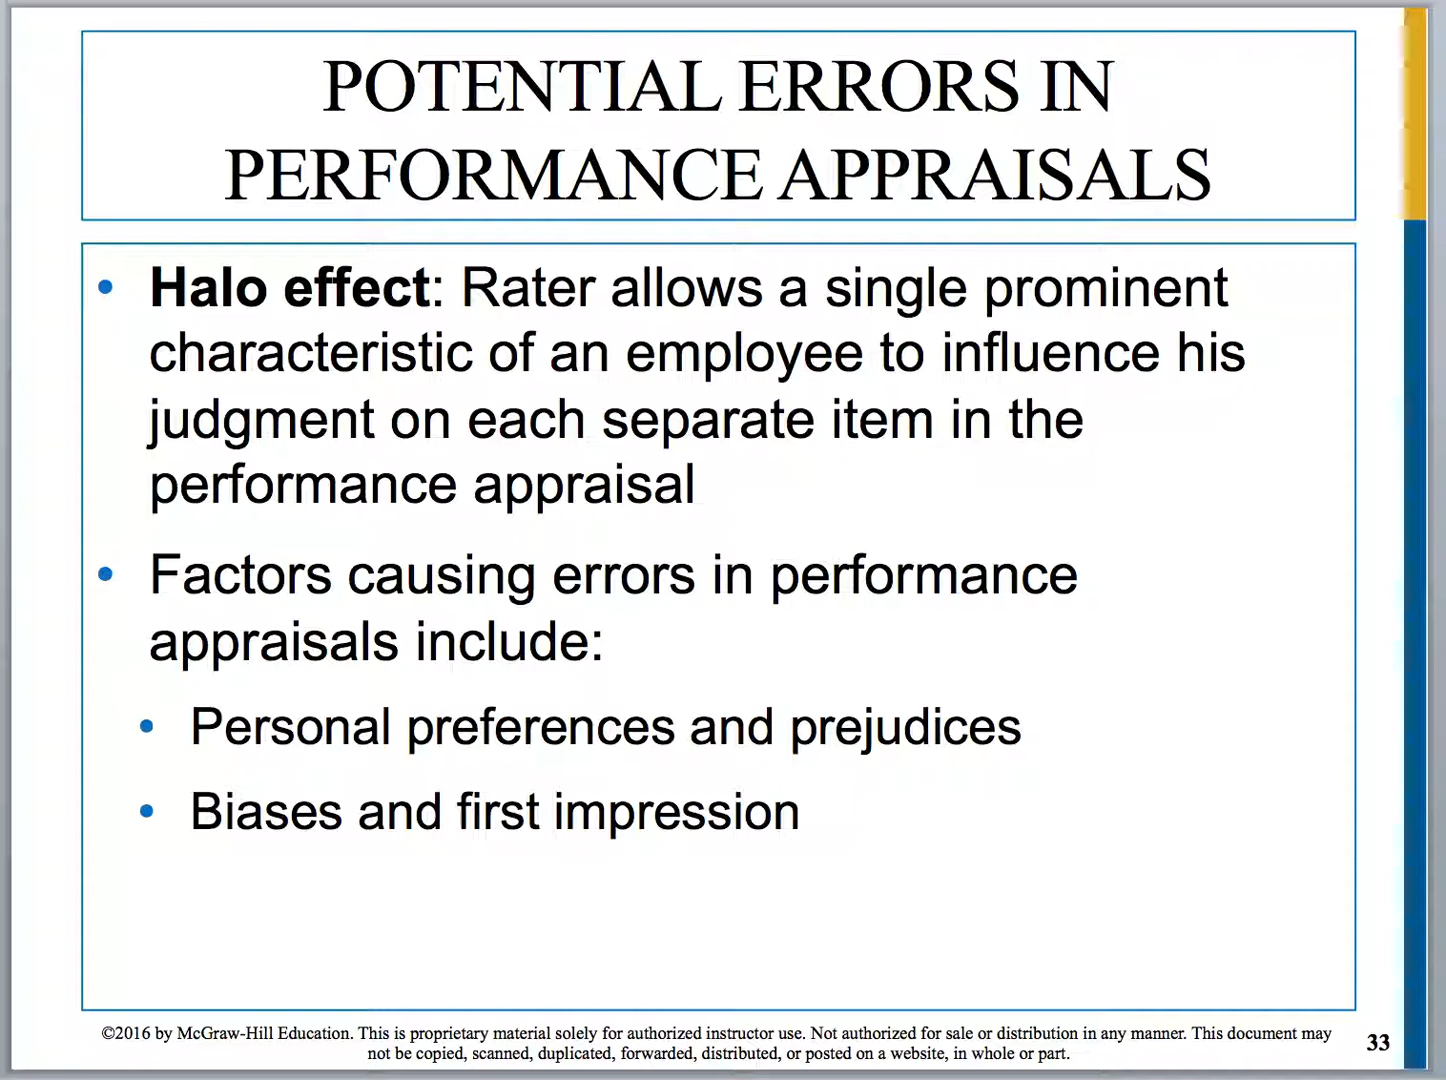 POTENTIAL ERRORS IN
PERFORMANCE APPRAISALS
• Halo effect: Rater allows a single prominent
characteristic of an employee to influence his
judgment on each separate item in the
performance appraisal
• Factors causing errors in performance
appraisals include:
• Personal preferences and prejudices
• Biases and first impression
©2016 by McGraw-Hill Education. This is proprietary material solely for authorized instructor use. Not authorized for sale or distribution in any manner. This document may
not be copied, scanned, duplicated, forwarded, distributed, or posted on a website, in whole or part.
33